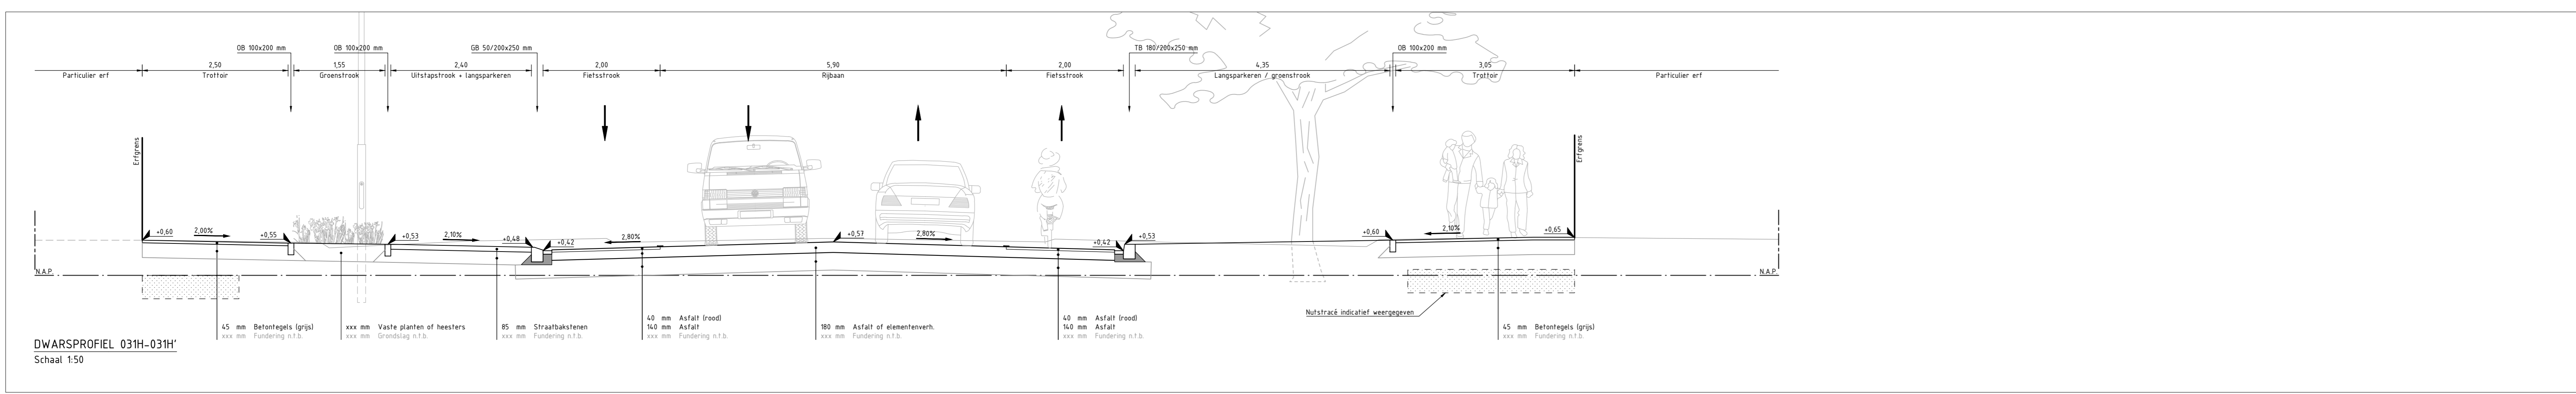 OB 100x200 mm
OB 100x200 mm
GB 50/200x250 mm
TB 180/200x250 mm
OB 100x200 mm
2,50
1,55
2,40
2,00
5,90
2,00
4,35
3,05
Particulier erf
Trottoir
Groenstrook
Uitstapstrook + langsparkeren
Fietsstrook
Rijbaan
Fietsstrook
Langsparkeren / groenstrook
Trottoir
Particulier erf
Erfgrens
Erfgrens
+0,60
2,00%
+0,55
+0,53
2,10%
+0,48
+0,42
2,80%
+0,57
2,80%
+0,42
+0,53
+0,60
2,10%
+0,65
N.A.P.
N.A.P.
Nutstracé indicatief weergegeven
45 mm Betontegels (grijs)
xxx mm Fundering n.t.b.
xxx mm Vaste planten of heesters
xxx mm Grondslag n.t.b.
85 mm Straatbakstenen
xxx mm Fundering n.t.b.
40 mm Asfalt (rood)
140 mm Asfalt
xxx mm Fundering n.t.b.
180 mm Asfalt of elementenverh.
xxx mm Fundering n.t.b.
40 mm Asfalt (rood)
140 mm Asfalt
xxx mm Fundering n.t.b.
45 mm Betontegels (grijs)
xxx mm Fundering n.t.b.
DWARSPROFIEL 031H-031H'
Schaal 1:50